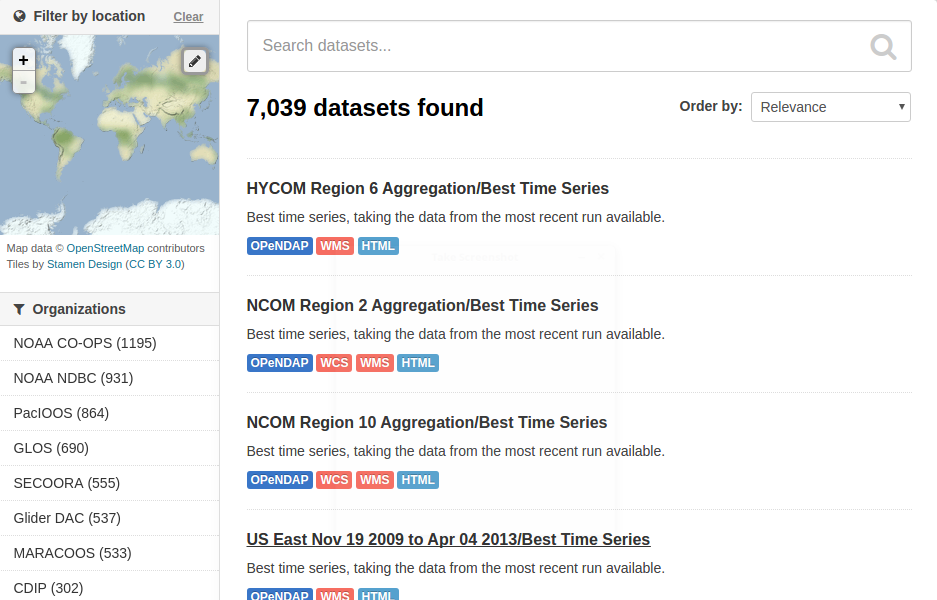 Filter by location Clear
+
-
Map data © OpenStreetMap contributors
Tiles by Stamen Design (CC BY 3.0)
Organizations
NOAA CO-OPS (1195)
NOAA NDBC (931)
PacIOOS (864)
GLOS (690)
SECOORA (555)
Glider DAC (537)
MARACOOS (533)
CDIP (302)
Search datasets...
7,039 datasets found
Order by: Relevance
HYCOM Region 6 Aggregation/Best Time Series
Best time series, taking the data from the most recent run available.
OPeNDAP WMS HTML
NCOM Region 2 Aggregation/Best Time Series
Best time series, taking the data from the most recent run available.
OPeNDAP WCS WMS HTML
NCOM Region 10 Aggregation/Best Time Series
Best time series, taking the data from the most recent run available.
OPeNDAP WCS WMS HTML
US East Nov 19 2009 to Apr 04 2013/Best Time Series
Best time series, taking the data from the most recent run available.
OPeNDAP WMS HTML